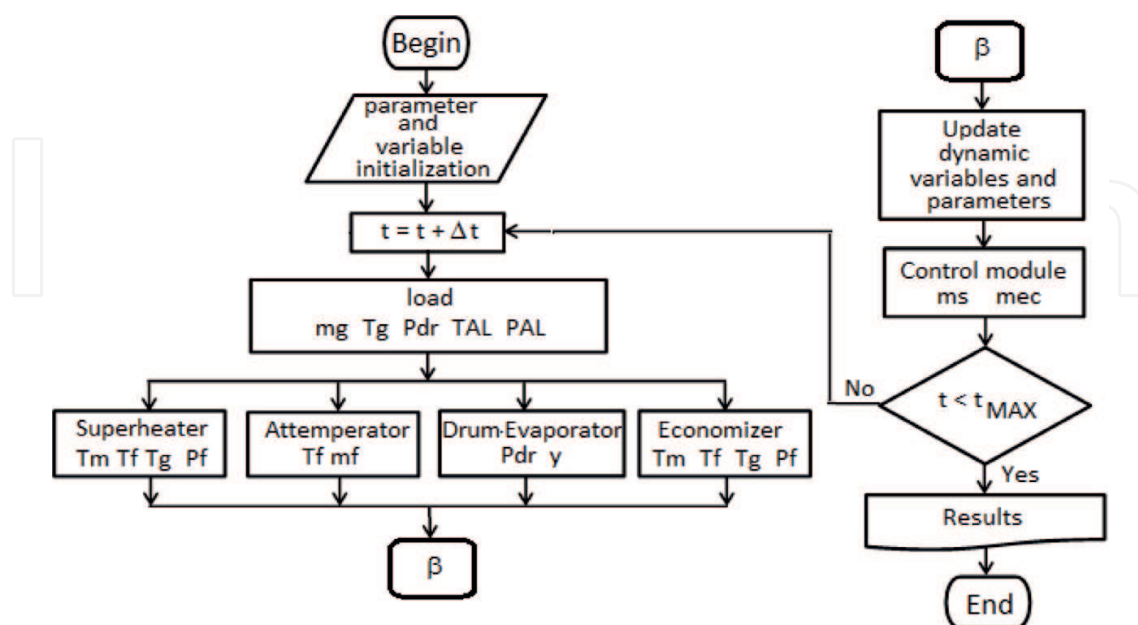 Begin
parameter
and
variable
initialization
t = t + Δ t
load
mg Tg Pdr TAL PAL
Superheater
Tm Tf Tg Pf
Attemperator
Tf mf
Drum-Evaporator
Pdr y
Economizer
Tm Tf Tg Pf
β
β
Update
dynamic
variables and
parameters
Control module
ms mec
t < tMAX
No
Yes
Results
End